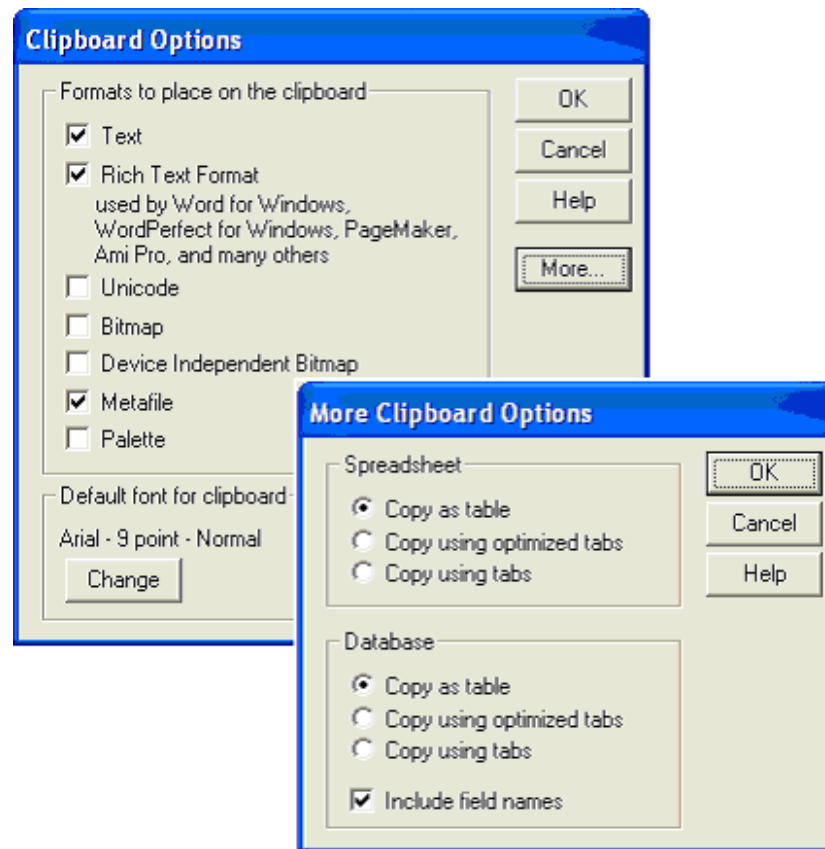 Clipboard Options
Formats to place on the clipboard
Text
Rich Text Format
used by Word for Windows,
WordPerfect for Windows, PageMaker,
Ami Pro, and many others
Unicode
Bitmap
Device Independent Bitmap
Metafile
Palette
Default font for clipboard
Arial - 9 point - Normal
Change
OK
Cancel
Help
More...
More Clipboard Options
Spreadsheet
Copy as table
Copy using optimized tabs
Copy using tabs
Database
Copy as table
Copy using optimized tabs
Copy using tabs
Include field names
OK
Cancel
Help